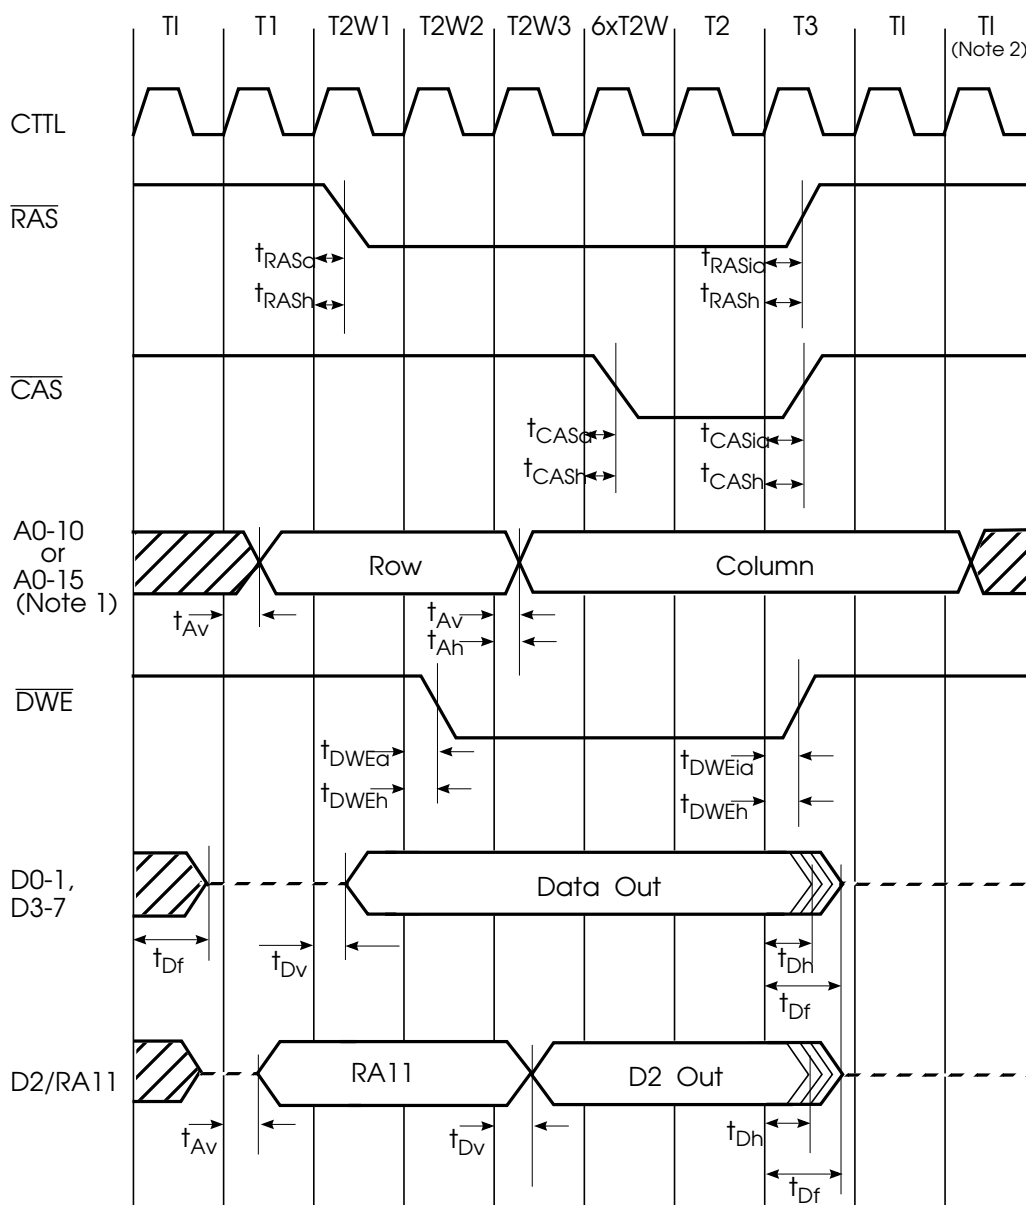 TI T1 T2W1 T2W2 T2W3 6xT2W T2 T3 TI TI
(Note 2)
CTTL
RAS
tRASa tRASia
tRASh tRASh
CAS
tCASa tCASia
tCASh tCASh
A0-10
or
A0-15
(Note 1)
Row Column
tAv tAv
tAh
DWE
tDWEa tDWEia
tDWEh tDWEh
D0-1,
D3-7
Data Out
tDf tDv tDh
tDf
D2/RA11 RA11 D2 Out
tAv tDv tDh
tDf